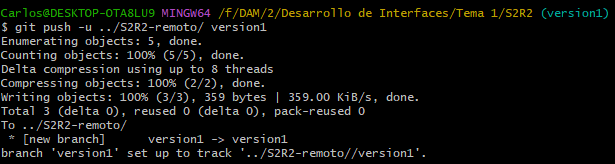 Carlos@DESKTOP-OTA8LU9 MINGW64 /f/DAM/2/Desarrollo de Interfaces/Tema 1/S2R2 (version1)
$ git push -u ../S2R2-remoto/ version1
Enumerating objects: 5, done.
Counting objects: 100% (5/5), done.
Delta compression using up to 8 threads
Compressing objects: 100% (2/2), done.
Writing objects: 100% (3/3), 359 bytes | 359.00 KiB/s, done.
Total 3 (delta 0), reused 0 (delta 0), pack-reused 0
To ../S2R2-remoto/
 * [new branch]      version1 -> version1
branch 'version1' set up to track '../S2R2-remoto//version1'.